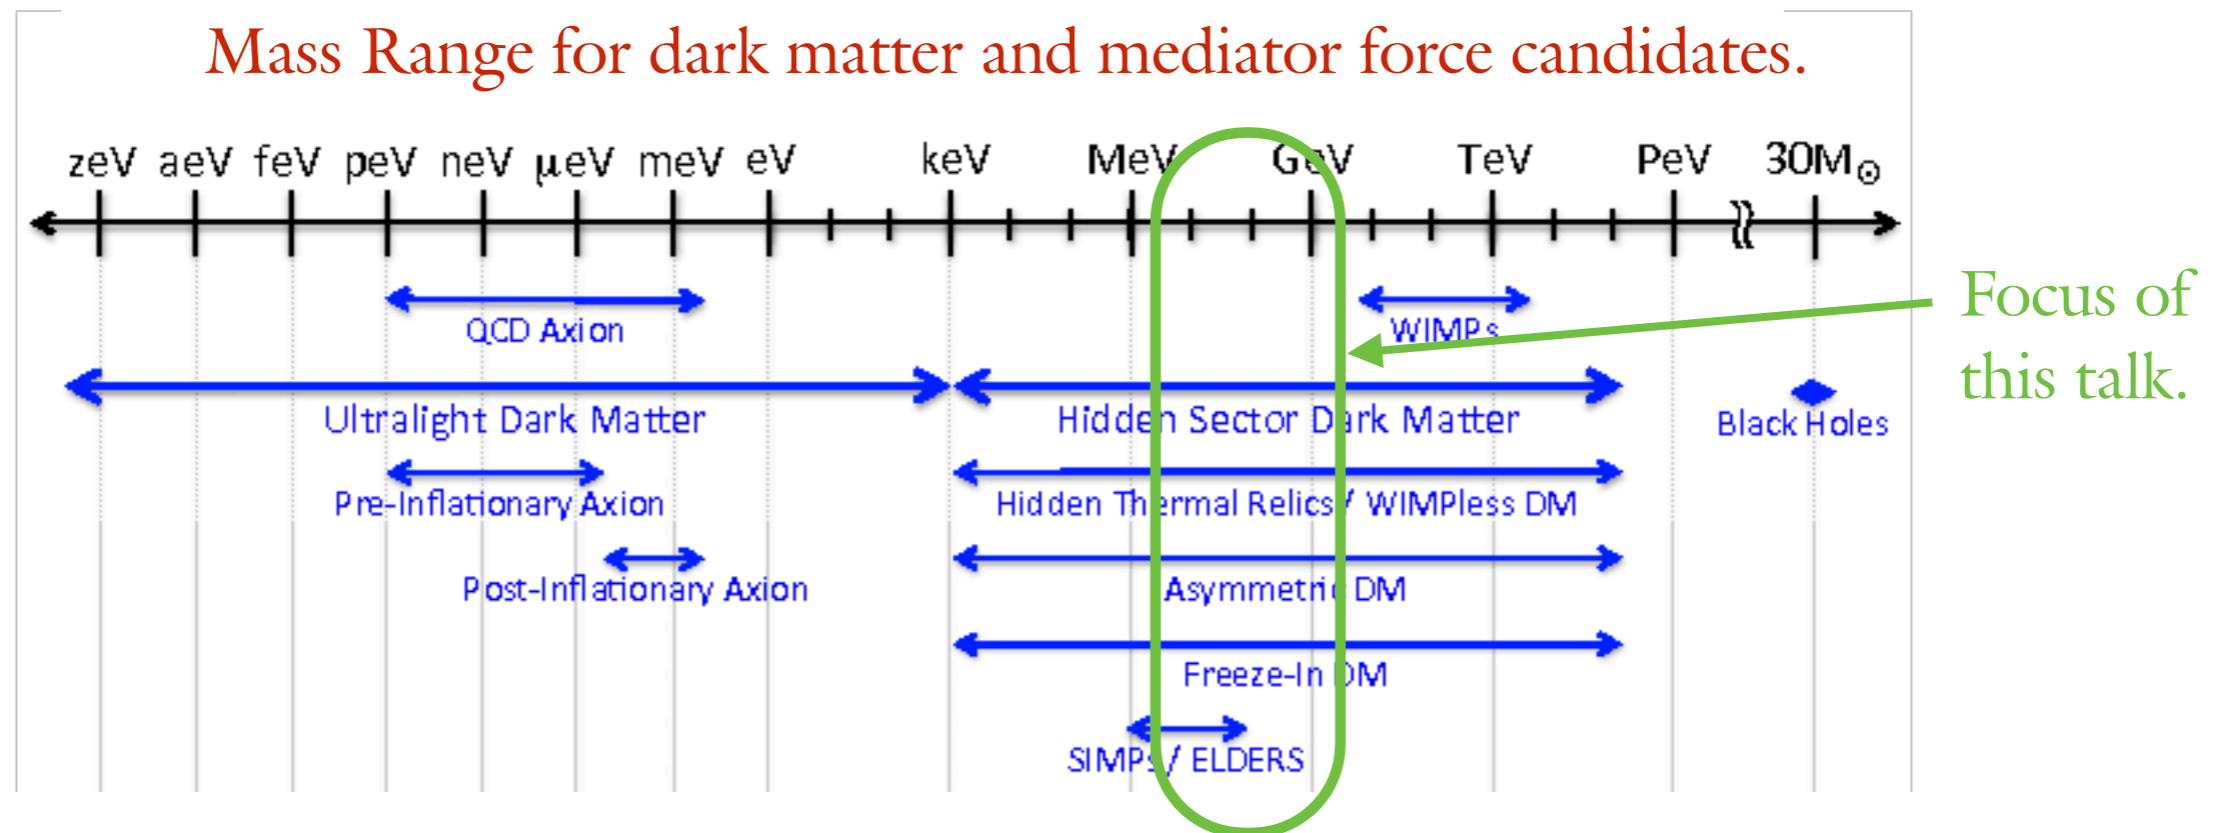 Mass Range for dark matter and mediator force candidates.
zeV aeV feV peV neV μeV meV eV keV MeV GeV TeV PeV 30M☉
QCD Axion
WIMPs
Focus of
this talk.
Ultralight Dark Matter
Hidden Sector Dark Matter
Black Holes
Pre-Inflationary Axion
Hidden Thermal Relics / WIMPless DM
Post-Inflationary Axion
Asymmetric DM
Freeze-In DM
SIMPs / ELDERS